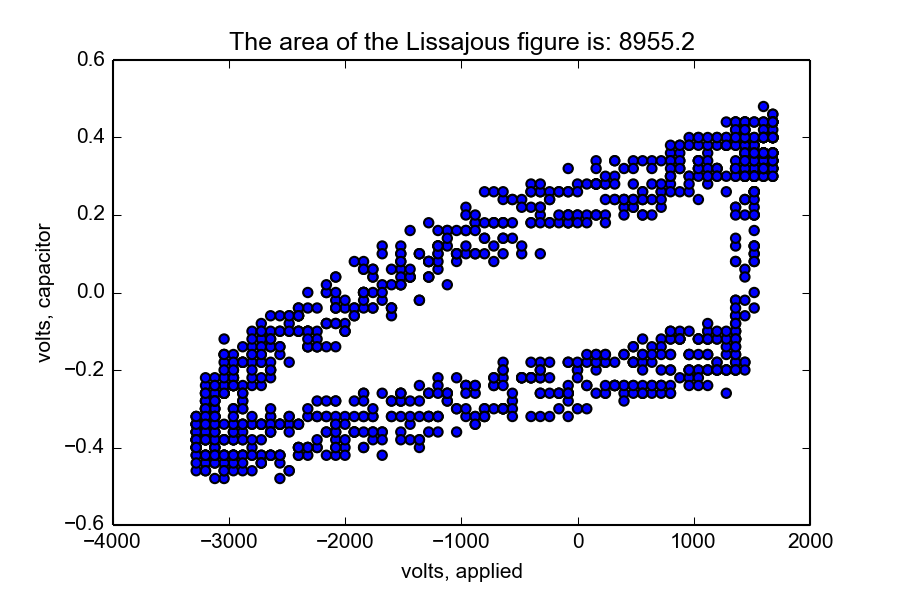 The area of the Lissajous figure is: 8955.2
0.6
0.4
0.2
0.0
−0.2
−0.4
−0.6
volts, capacitor
−4000 −3000 −2000 −1000 0 1000 2000
volts, applied